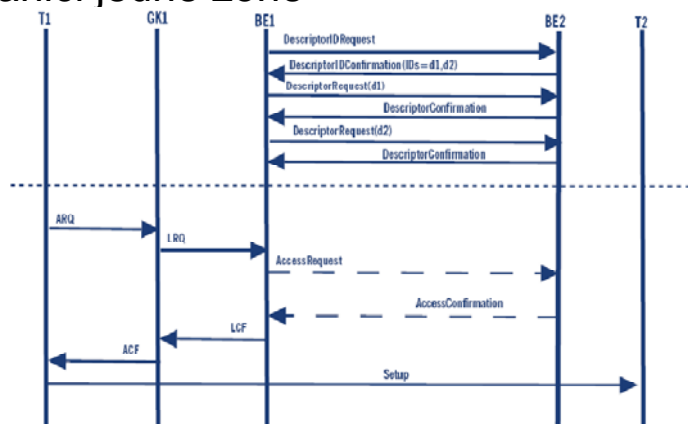 T1 GK1 BE1 BE2 T2
DescriptorIDRequest
DescriptorIDConfirmation(IDs=d1,d2)
DescriptorRequest(d1)
DescriptorConfirmation
DescriptorRequest(d2)
DescriptorConfirmation
ARQ
LRQ
AccessRequest
AccessConfirmation
LCF
ACF
Setup